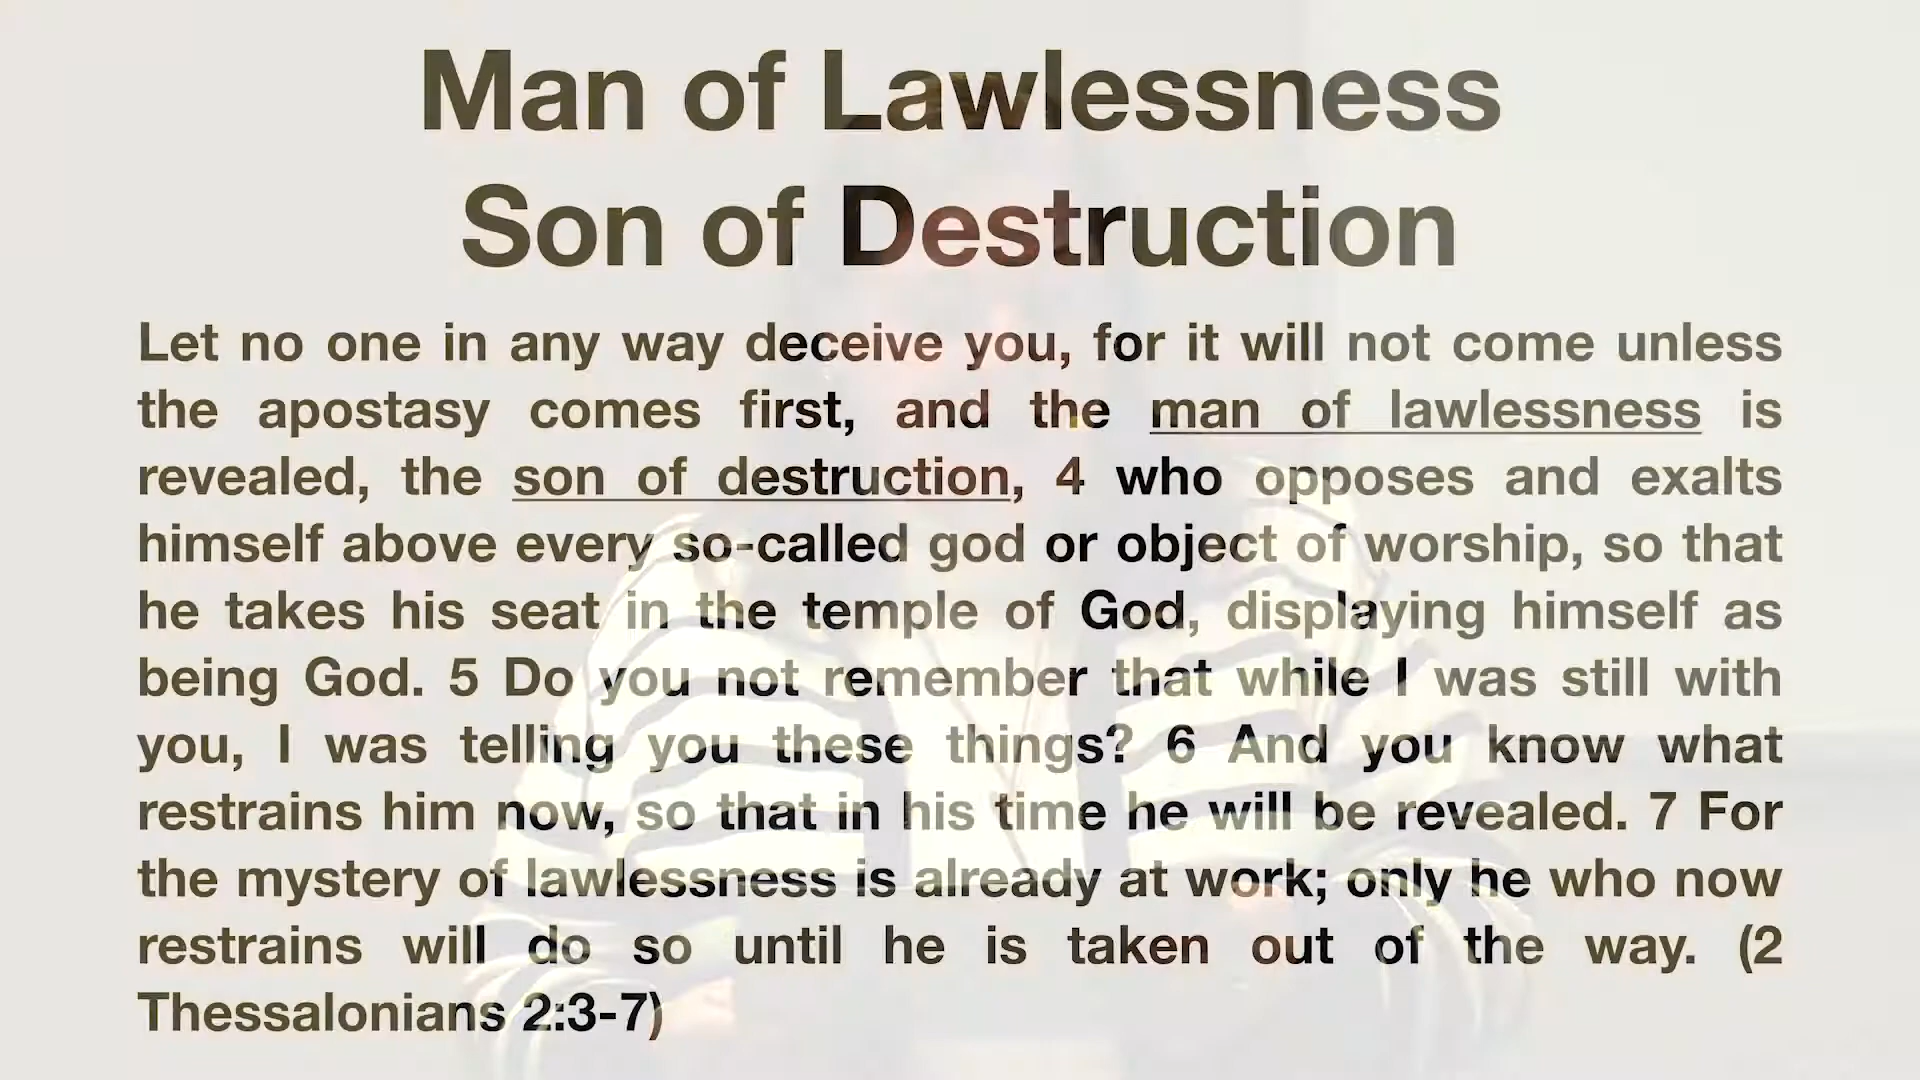 Man of Lawlessness
Son of Destruction
Let no one in any way deceive you, for it will not come unless
the apostasy comes first, and the man of lawlessness is
revealed, the son of destruction, 4 who opposes and exalts
himself above every so-called god or object of worship, so that
he takes his seat in the temple of God, displaying himself as
being God. 5 Do you not remember that while I was still with
you, I was telling you these things? 6 And you know what
restrains him now, so that in his time he will be revealed. 7 For
the mystery of lawlessness is already at work; only he who now
restrains will do so until he is taken out of the way. (2
Thessalonians 2:3-7)